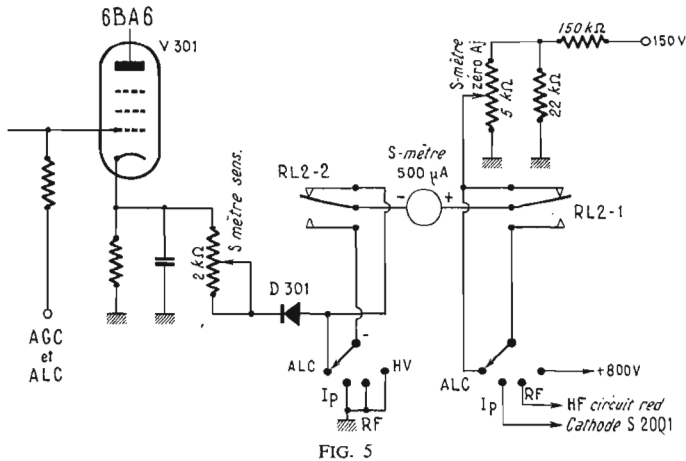 6BA6
V 301
150 kΩ
150V
S-mètre
zéro Aj
5 kΩ
22 kΩ
S-mètre
500 µA
- +
RL2-2
RL2-1
S mètre sens.
2 kΩ
D 301
AGC
et
ALC
-
ALC
Ip
RF
HV
ALC
Ip
RF
+800V
HF circuit red
Cathode S 20Q1
FIG. 5